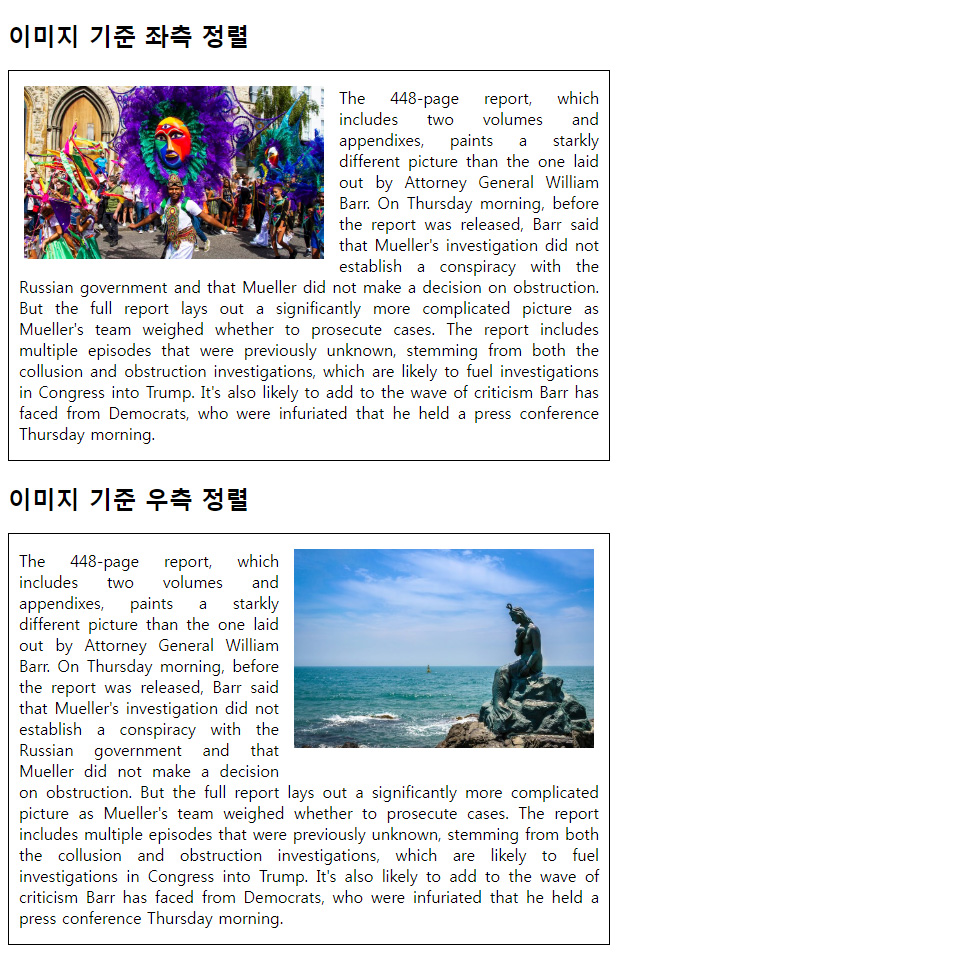 이미지 기준 좌측 정렬
The 448-page report, which
includes two volumes and
appendixes, paints a starkly
different picture than the one laid
out by Attorney General William
Barr. On Thursday morning, before
the report was released, Barr said
that Mueller's investigation did not
establish a conspiracy with the
Russian government and that Mueller did not make a decision on obstruction.
But the full report lays out a significantly more complicated picture as
Mueller's team weighed whether to prosecute cases. The report includes
multiple episodes that were previously unknown, stemming from both the
collusion and obstruction investigations, which are likely to fuel investigations
in Congress into Trump. It's also likely to add to the wave of criticism Barr has
faced from Democrats, who were infuriated that he held a press conference
Thursday morning.
이미지 기준 우측 정렬
The 448-page report, which
includes two volumes and
appendixes, paints a starkly
different picture than the one laid
out by Attorney General William
Barr. On Thursday morning, before
the report was released, Barr said
that Mueller's investigation did not
establish a conspiracy with the
Russian government and that
Mueller did not make a decision
on obstruction. But the full report lays out a significantly more complicated
picture as Mueller's team weighed whether to prosecute cases. The report
includes multiple episodes that were previously unknown, stemming from both
the collusion and obstruction investigations, which are likely to fuel
investigations in Congress into Trump. It's also likely to add to the wave of
criticism Barr has faced from Democrats, who were infuriated that he held a
press conference Thursday morning.